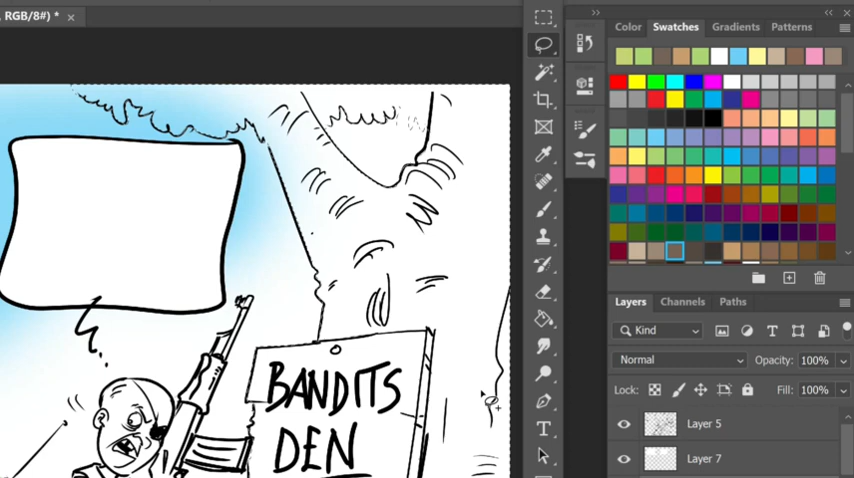 RGB/8#) * ×
Color Swatches Gradients Patterns
Layers Channels Paths
Kind
Normal Opacity: 100%
Lock: Fill: 100%
Layer 5
Layer 7
BANDITS
DEN